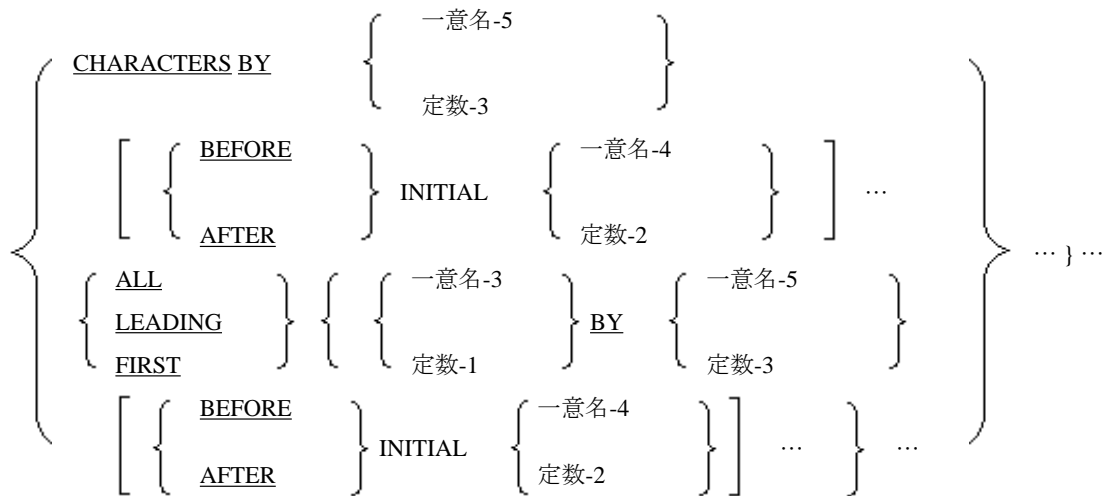 一意名-5
CHARACTERS BY
定数-3
BEFORE 一意名-4
INITIAL …
AFTER 定数-2
… } …
ALL 一意名-3 一意名-5
LEADING BY
FIRST 定数-1 定数-3
BEFORE 一意名-4
INITIAL … …
AFTER 定数-2